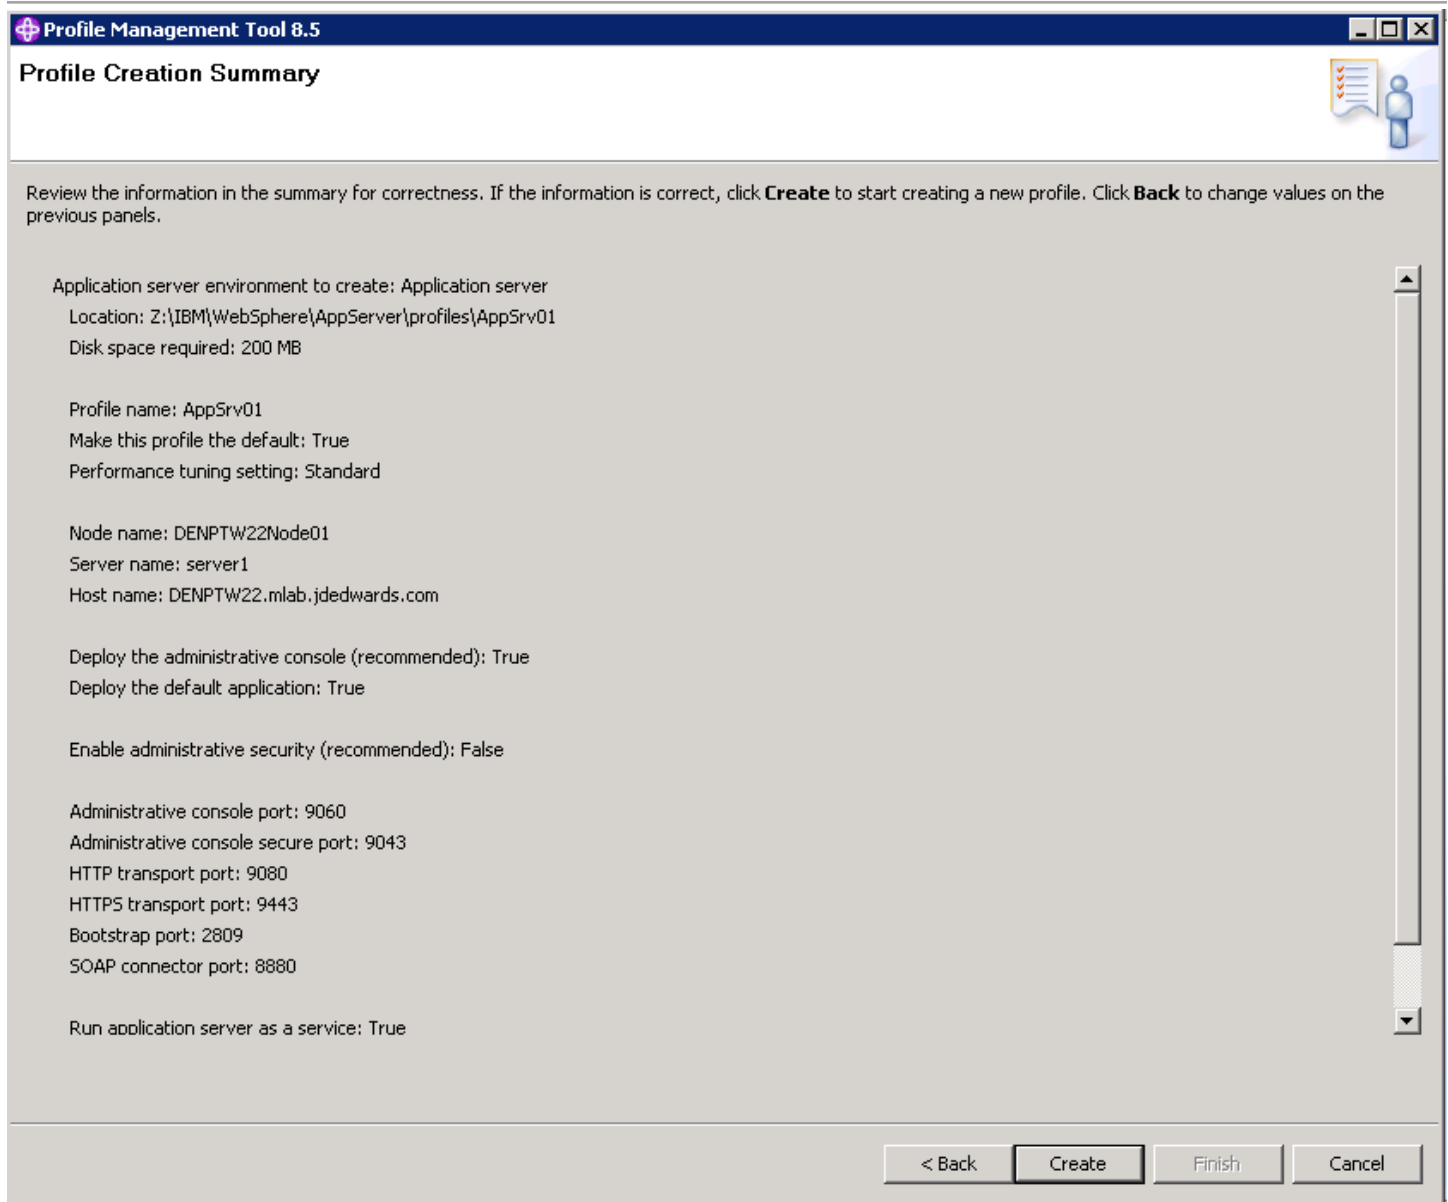 Profile Management Tool 8.5
Profile Creation Summary
Review the information in the summary for correctness. If the information is correct, click Create to start creating a new profile. Click Back to change values on the
previous panels.
Application server environment to create: Application server
Location: Z:\IBM\WebSphere\AppServer\profiles\AppSrv01
Disk space required: 200 MB
Profile name: AppSrv01
Make this profile the default: True
Performance tuning setting: Standard
Node name: DENPTW22Node01
Server name: server1
Host name: DENPTW22.mlab.jdedwards.com
Deploy the administrative console (recommended): True
Deploy the default application: True
Enable administrative security (recommended): False
Administrative console port: 9060
Administrative console secure port: 9043
HTTP transport port: 9080
HTTPS transport port: 9443
Bootstrap port: 2809
SOAP connector port: 8880
Run application server as a service: True
< Back Create Finish Cancel